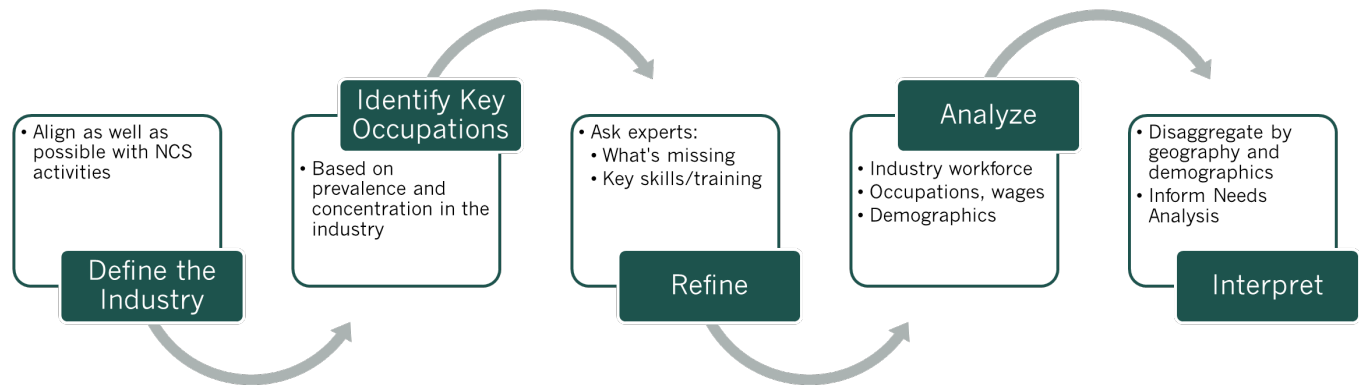 • Align as well as
possible with NCS
activities
Define the
Industry
Identify Key
Occupations
• Based on
prevalence and
concentration in the
industry
• Ask experts:
• What's missing
• Key skills/training
Refine
Analyze
• Industry workforce
• Occupations, wages
• Demographics
• Disaggregate by
geography and
demographics
• Inform Needs
Analysis
Interpret